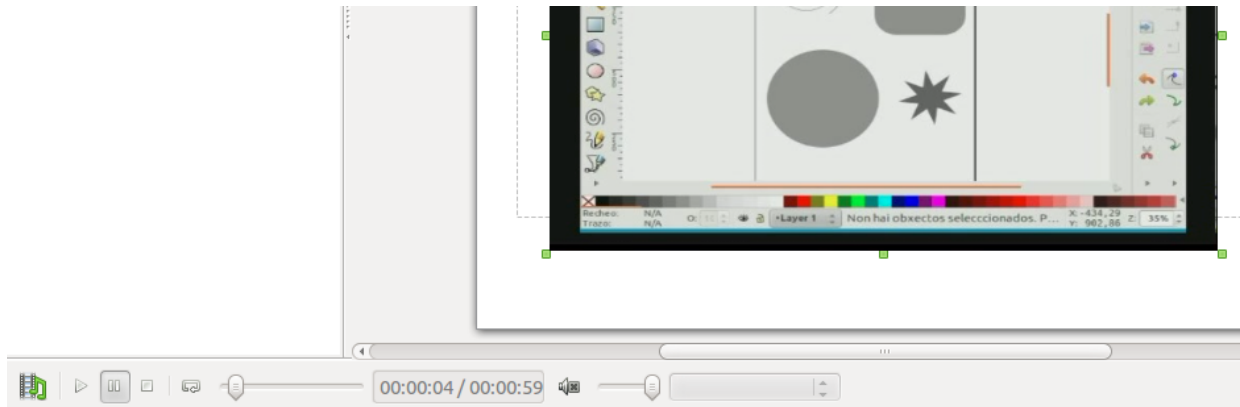 Recheo: N/A
Trazo: N/A
O:
•Layer 1
Non hai obxectos selecccionados. P...
X: -434,29
Y: 902,86
Z: 35%
00:00:04 / 00:00:59